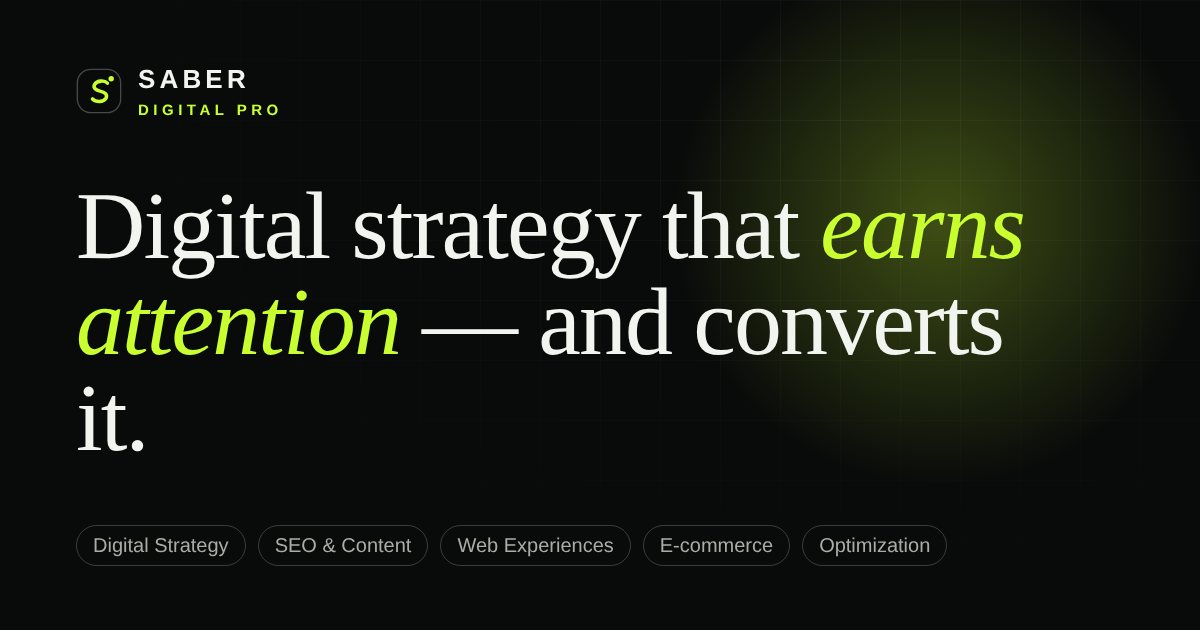 SABER
DIGITAL PRO
Digital strategy that earns
attention — and converts
it.
Digital Strategy
SEO & Content
Web Experiences
E-commerce
Optimization